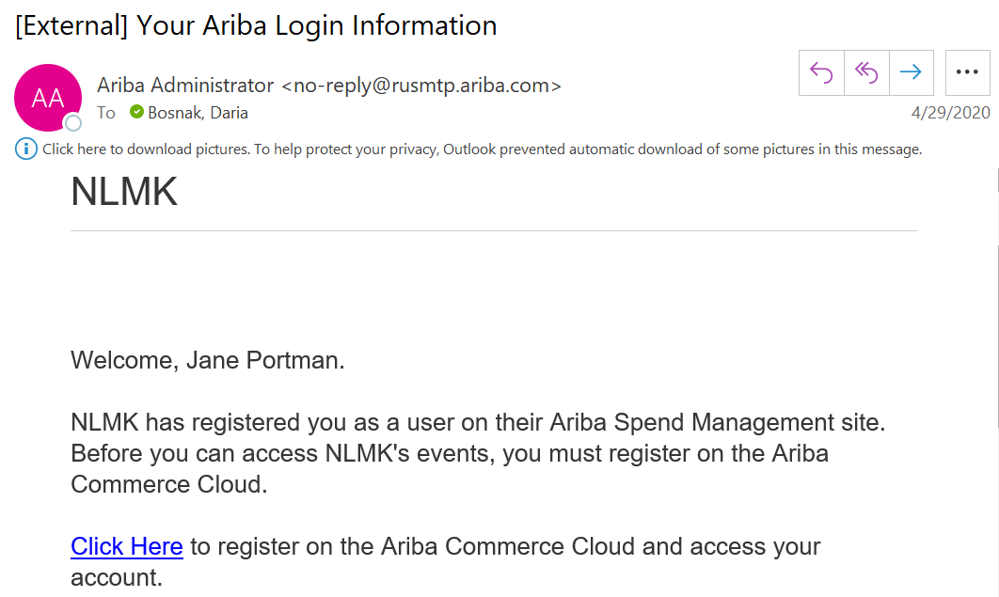 [External] Your Ariba Login Information
AA
Ariba Administrator <no-reply@rusmtp.ariba.com>
To Bosnak, Daria
4/29/2020
Click here to download pictures. To help protect your privacy, Outlook prevented automatic download of some pictures in this message.
NLMK
Welcome, Jane Portman.
NLMK has registered you as a user on their Ariba Spend Management site.
Before you can access NLMK's events, you must register on the Ariba
Commerce Cloud.
Click Here to register on the Ariba Commerce Cloud and access your
account.